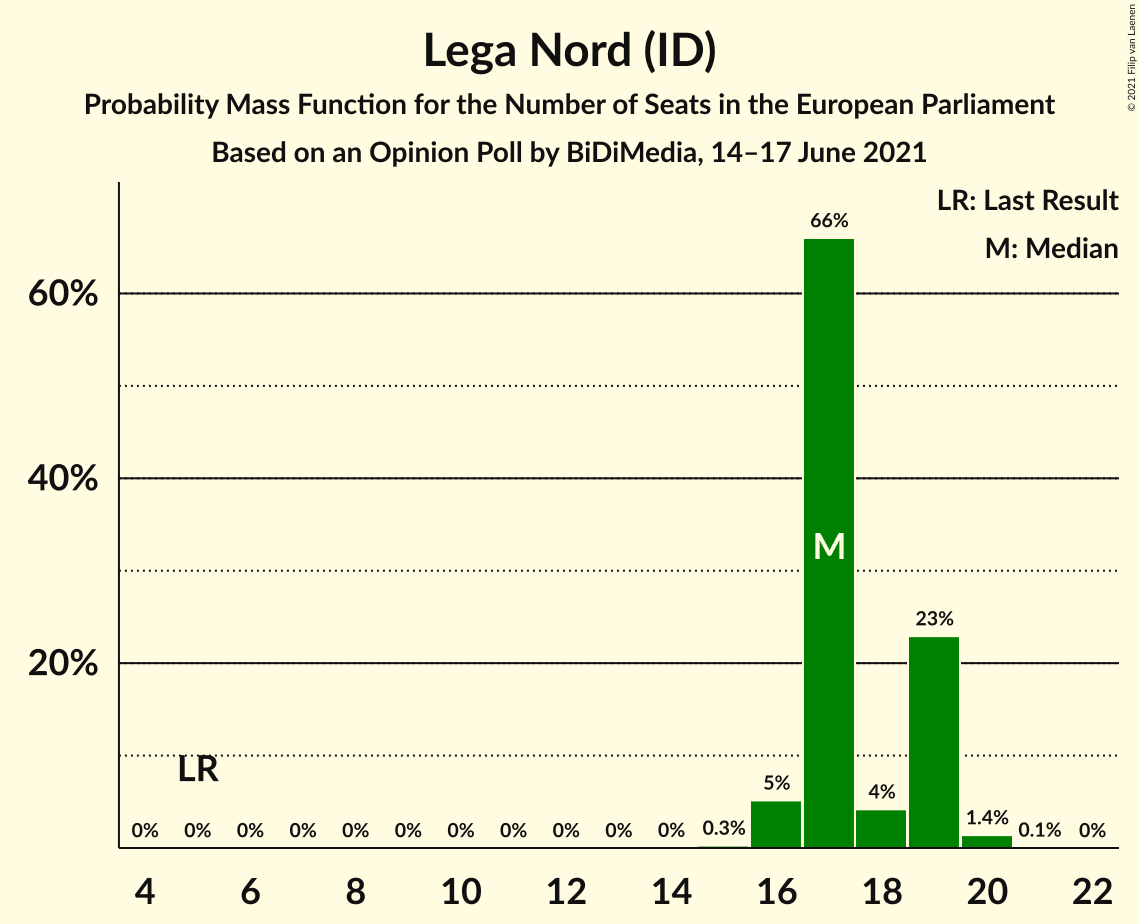 Lega Nord (ID)
Probability Mass Function for the Number of Seats in the European Parliament
Based on an Opinion Poll by BiDiMedia, 14–17 June 2021
© 2021 Filip van Laenen
LR: Last Result
M: Median
60%
40%
20%
66%
M
23%
LR
5%
4%
0% 0% 0% 0% 0% 0% 0% 0% 0% 0% 0% 0.3% 1.4% 0.1% 0%
4 6 8 10 12 14 16 18 20 22